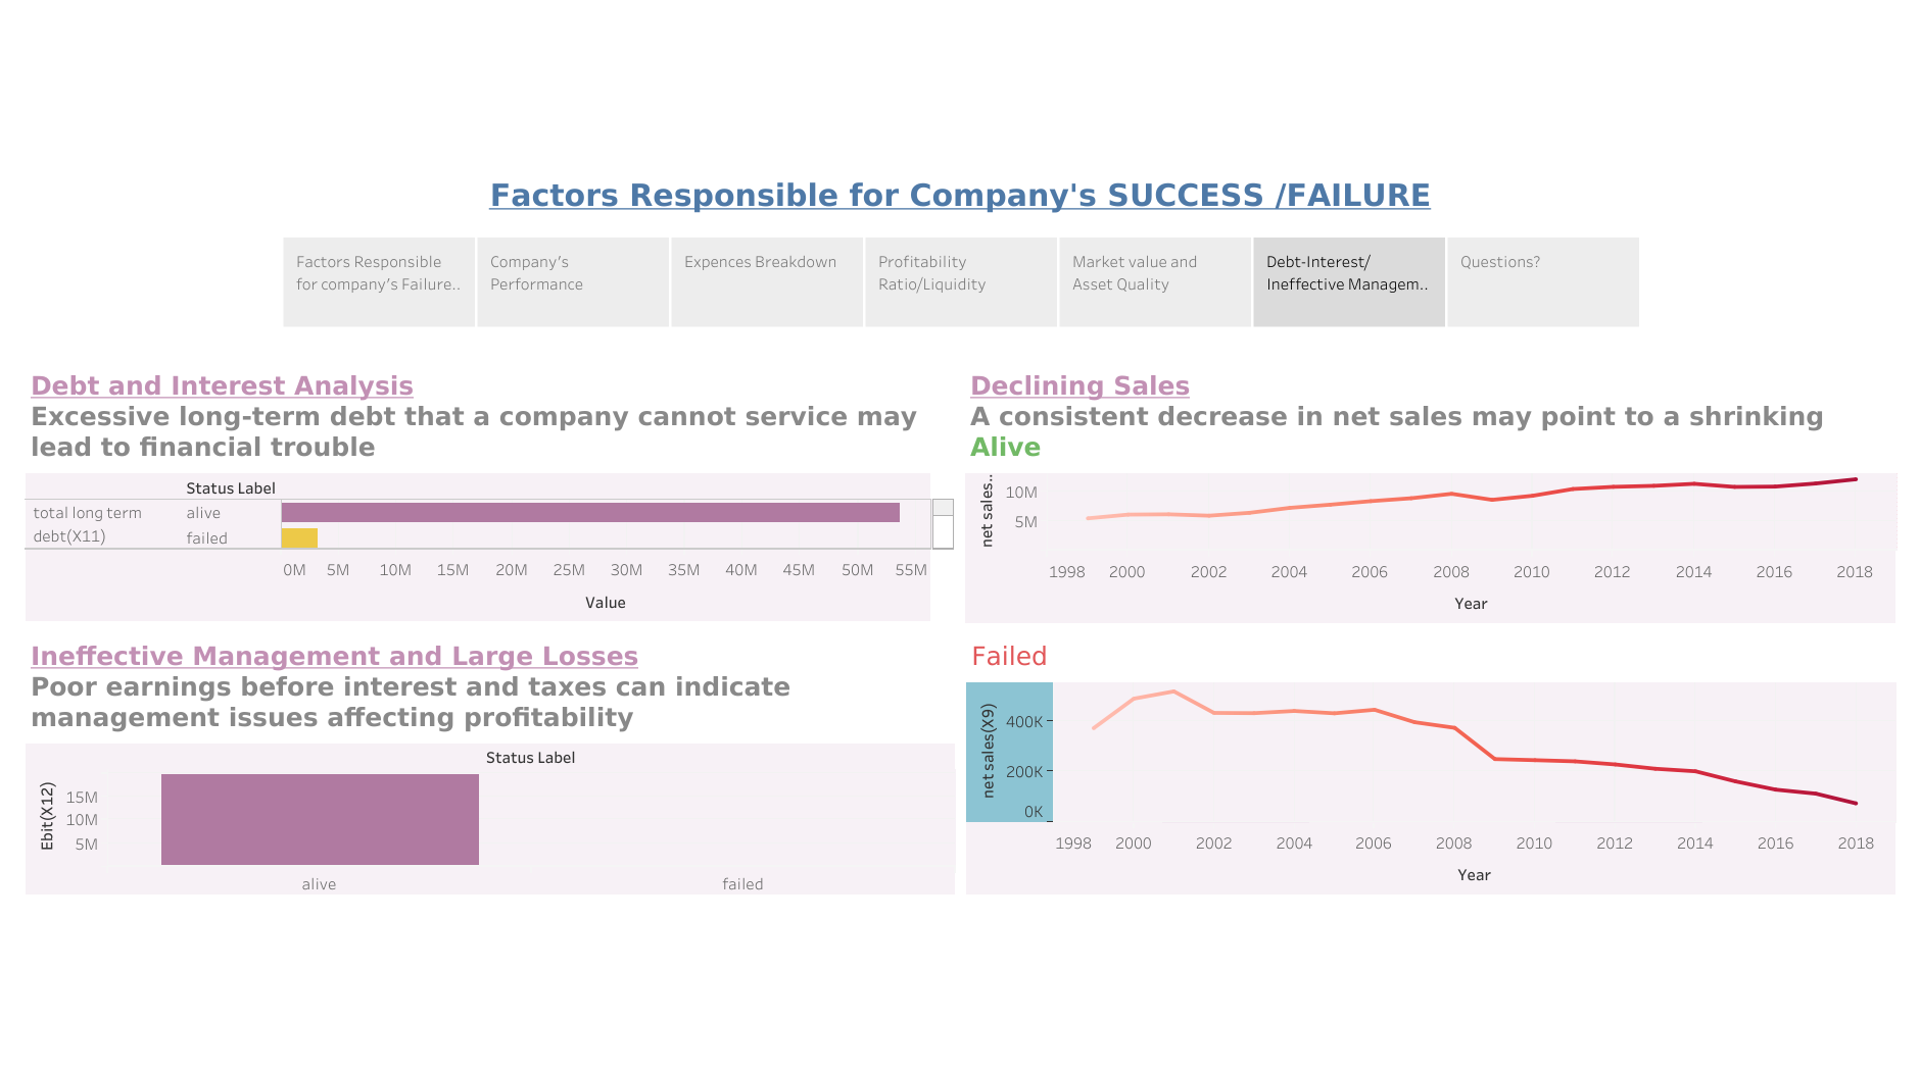 Factors Responsible for Company's SUCCESS /FAILURE
Factors Responsible
for company's Failure..
Company's
Performance
Expences Breakdown
Profitability
Ratio/Liquidity
Market value and
Asset Quality
Debt-Interest/
Ineffective Managem..
Questions?
Debt and Interest Analysis
Excessive long-term debt that a company cannot service may
lead to financial trouble
Status Label
total long term
debt(X11)
alive
failed
0M 5M 10M 15M 20M 25M 30M 35M 40M 45M 50M 55M
Value
Declining Sales
A consistent decrease in net sales may point to a shrinking
Alive
net sales..
10M
5M
1998 2000 2002 2004 2006 2008 2010 2012 2014 2016 2018
Year
Ineffective Management and Large Losses
Poor earnings before interest and taxes can indicate
management issues affecting profitability
Status Label
Ebit(X12)
15M
10M
5M
alive failed
Failed
net sales(X9)
400K
200K
0K
1998 2000 2002 2004 2006 2008 2010 2012 2014 2016 2018
Year